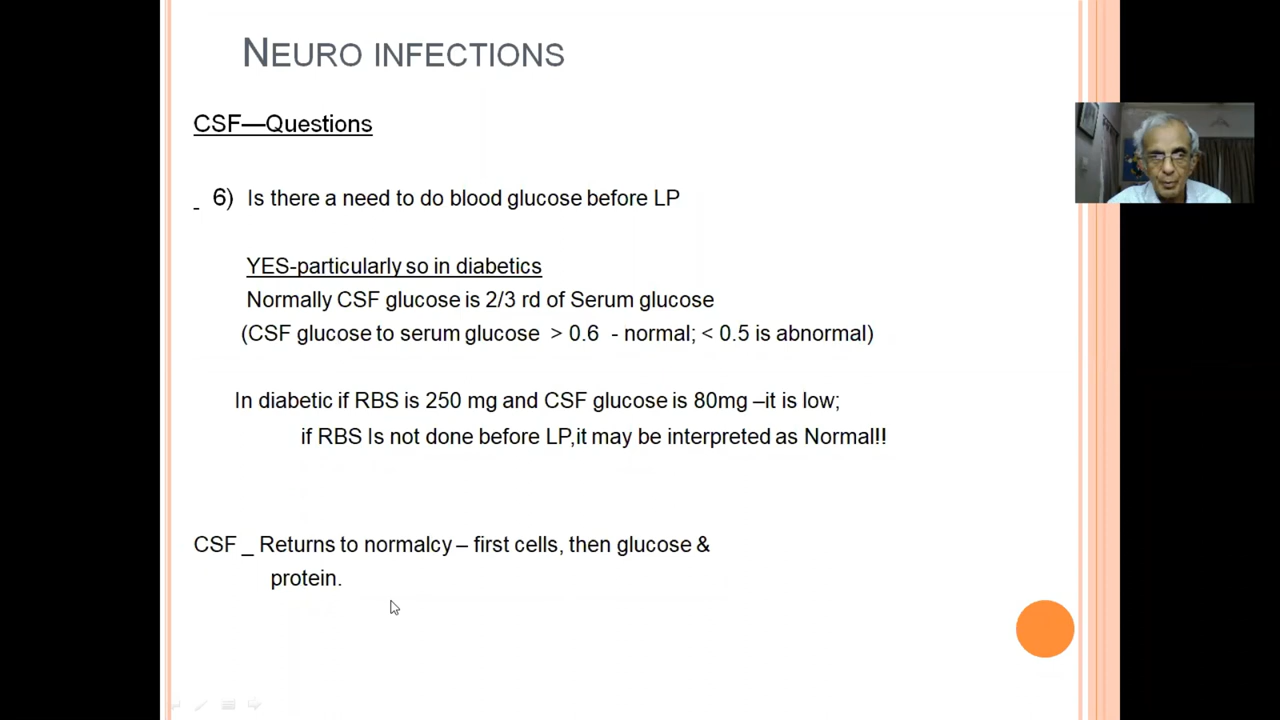 NEURO INFECTIONS
CSF—Questions
- 6) Is there a need to do blood glucose before LP
YES-particularly so in diabetics
Normally CSF glucose is 2/3 rd of Serum glucose
(CSF glucose to serum glucose > 0.6 - normal; < 0.5 is abnormal)
In diabetic if RBS is 250 mg and CSF glucose is 80mg –it is low;
if RBS Is not done before LP,it may be interpreted as Normal!!
CSF _ Returns to normalcy – first cells, then glucose &
protein.